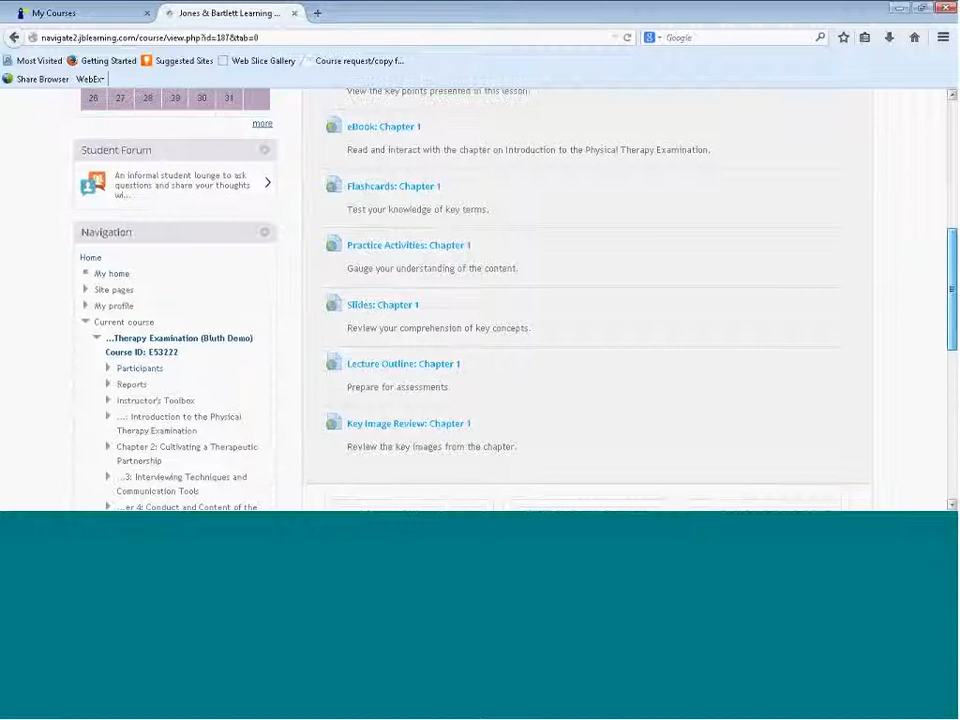 My Courses
Jones & Bartlett Learning ...
navigate2.jblearning.com/course/view.php?id=187&tab=0
Google
Most Visited Getting Started Suggested Sites Web Slice Gallery Course request/copy f...
Share Browser WebEx
26 27 28 29 30 31
more
Student Forum
An informal student lounge to ask
questions and share your thoughts
wi...
Navigation
Home
My home
Site pages
My profile
Current course
...Therapy Examination (Bluth Demo)
Course ID: E53222
Participants
Reports
Instructor's Toolbox
...: Introduction to the Physical
Therapy Examination
Chapter 2: Cultivating a Therapeutic
Partnership
...3: Interviewing Techniques and
Communication Tools
...er 4: Conduct and Content of the
View the key points presented in this lesson.
eBook: Chapter 1
Read and interact with the chapter on Introduction to the Physical Therapy Examination.
Flashcards: Chapter 1
Test your knowledge of key terms.
Practice Activities: Chapter 1
Gauge your understanding of the content.
Slides: Chapter 1
Review your comprehension of key concepts.
Lecture Outline: Chapter 1
Prepare for assessments.
Key Image Review: Chapter 1
Review the key images from the chapter.